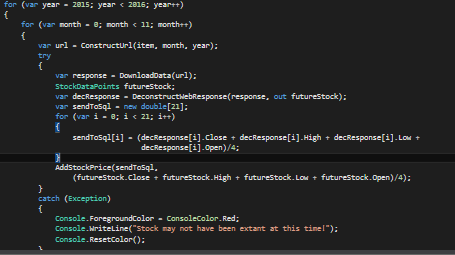 for (var year = 2015; year < 2016; year++)
{
for (var month = 0; month < 11; month++)
{
var url = ConstructUrl(item, month, year);
try
{
var response = DownloadData(url);
StockDataPoints futureStock;
var decResponse = DeconstructWebResponse(response, out futureStock);
var sendToSql = new double[21];
for (var i = 0; i < 21; i++)
{
sendToSql[i] = (decResponse[i].Close + decResponse[i].High + decResponse[i].Low +
decResponse[i].Open)/4;
}
AddStockPrice(sendToSql,
(futureStock.Close + futureStock.High + futureStock.Low + futureStock.Open)/4);
}
catch (Exception)
{
Console.ForegroundColor = ConsoleColor.Red;
Console.WriteLine("Stock may not have been extant at this time!");
Console.ResetColor();
}